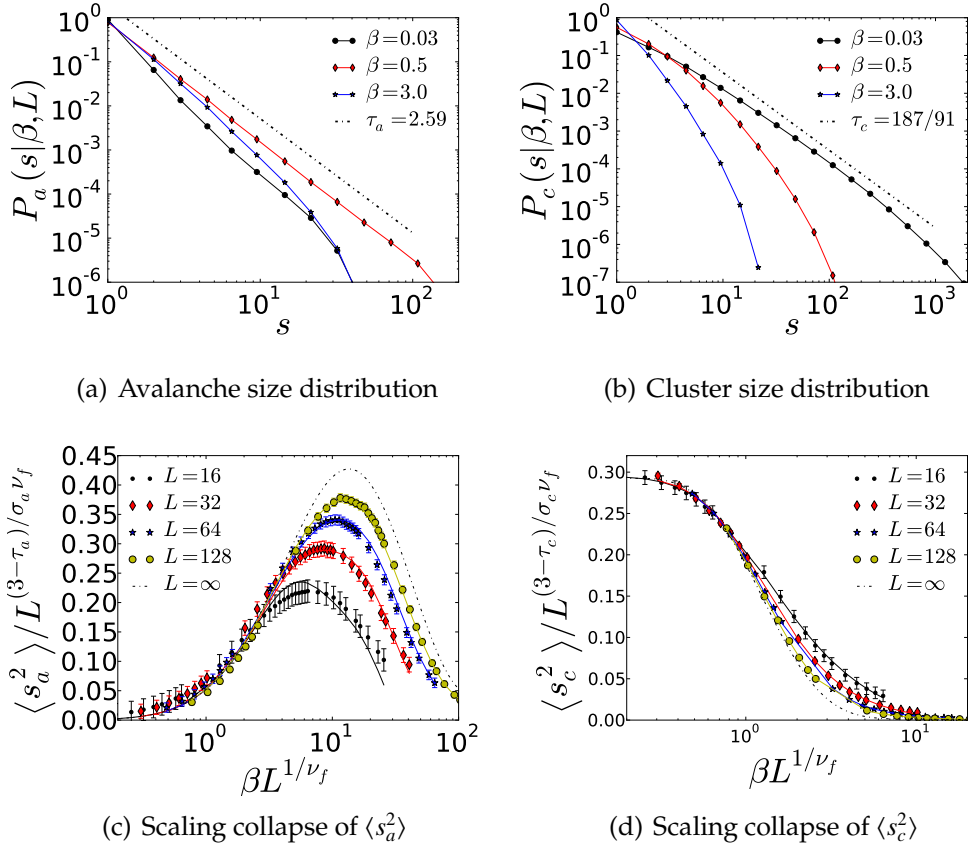 P_a(s|β,L)
10^0
10^-1
10^-2
10^-3
10^-4
10^-5
10^-6
β=0.03
β=0.5
β=3.0
τ_a=2.59
10^0 10^1 10^2
s
(a) Avalanche size distribution
P_c(s|β,L)
10^0
10^-1
10^-2
10^-3
10^-4
10^-5
10^-6
10^-7
β=0.03
β=0.5
β=3.0
τ_c=187/91
10^0 10^1 10^2 10^3
s
(b) Cluster size distribution
⟨s_a^2⟩/L^{(3−τ_a)/σ_aν_f}
0.45
0.40
0.35
0.30
0.25
0.20
0.15
0.10
0.05
0.00
L=16
L=32
L=64
L=128
L=∞
10^0 10^1 10^2
βL^{1/ν_f}
(c) Scaling collapse of ⟨s_a^2⟩
⟨s_c^2⟩/L^{(3−τ_c)/σ_cν_f}
0.30
0.25
0.20
0.15
0.10
0.05
0.00
L=16
L=32
L=64
L=128
L=∞
10^0 10^1
βL^{1/ν_f}
(d) Scaling collapse of ⟨s_c^2⟩